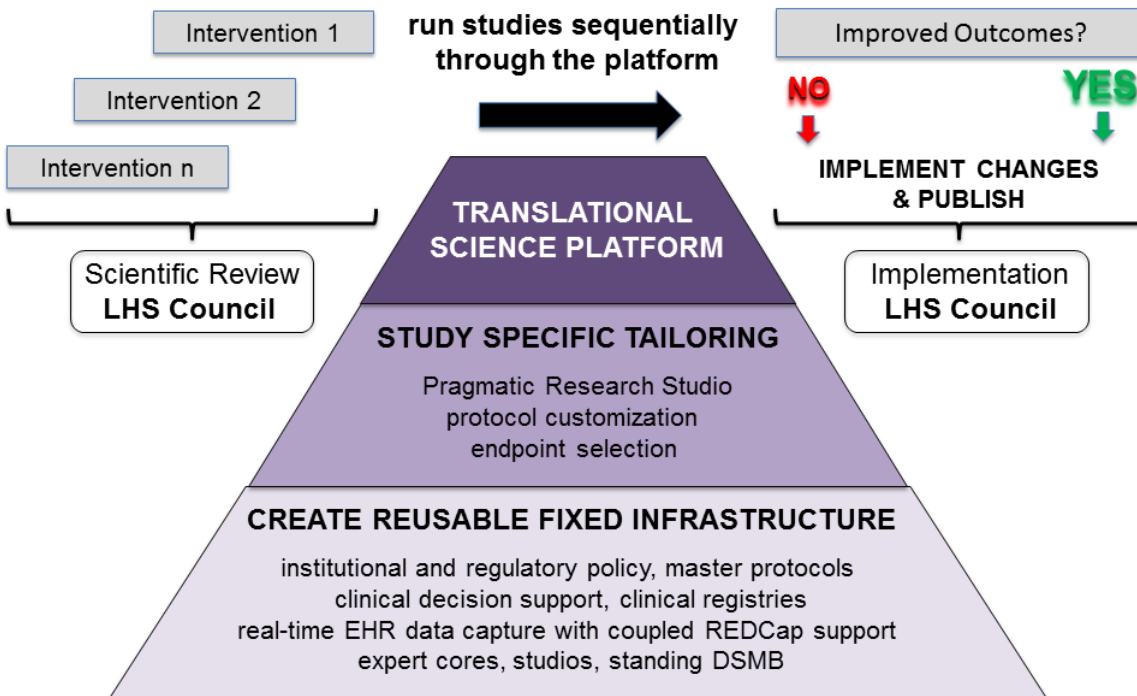 Intervention 1
Intervention 2
Intervention n
Scientific Review
LHS Council
run studies sequentially
through the platform
Improved Outcomes?
NO
YES
IMPLEMENT CHANGES
& PUBLISH
Implementation
LHS Council
TRANSLATIONAL
SCIENCE PLATFORM
STUDY SPECIFIC TAILORING
Pragmatic Research Studio
protocol customization
endpoint selection
CREATE REUSABLE FIXED INFRASTRUCTURE
institutional and regulatory policy, master protocols
clinical decision support, clinical registries
real-time EHR data capture with coupled REDCap support
expert cores, studios, standing DSMB